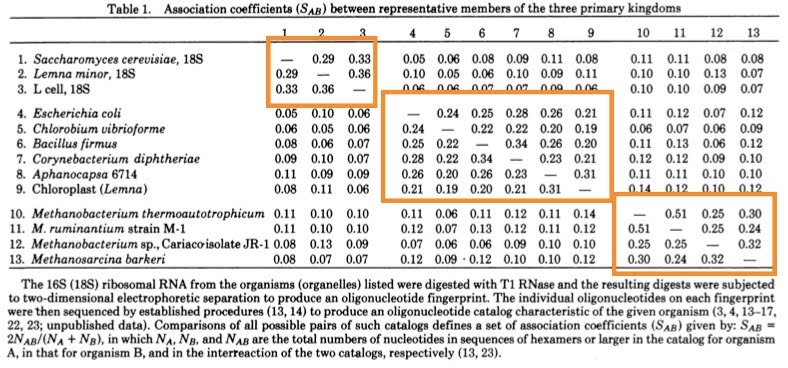 Table 1. Association coefficients (SAB) between representative members of the three primary kingdoms
1 2 3 4 5 6 7 8 9 10 11 12 13
1. Saccharomyces cerevisiae, 18S — 0.29 0.33 0.05 0.06 0.08 0.09 0.11 0.08 0.11 0.11 0.08 0.08
2. Lemna minor, 18S 0.29 — 0.36 0.10 0.05 0.06 0.10 0.09 0.11 0.10 0.10 0.13 0.07
3. L cell, 18S 0.33 0.36 — 0.06 0.06 0.07 0.07 0.09 0.06 0.10 0.10 0.09 0.07
4. Escherichia coli 0.05 0.10 0.06 — 0.24 0.25 0.28 0.26 0.21 0.11 0.12 0.07 0.12
5. Chlorobium vibrioforme 0.06 0.05 0.06 0.24 — 0.22 0.22 0.20 0.19 0.06 0.07 0.06 0.09
6. Bacillus firmus 0.08 0.06 0.07 0.25 0.22 — 0.34 0.26 0.20 0.11 0.13 0.06 0.12
7. Corynebacterium diphtheriae 0.09 0.10 0.07 0.28 0.22 0.34 — 0.23 0.21 0.12 0.12 0.09 0.10
8. Aphanocapsa 6714 0.11 0.09 0.09 0.26 0.20 0.26 0.23 — 0.31 0.11 0.11 0.10 0.10
9. Chloroplast (Lemna) 0.08 0.11 0.06 0.21 0.19 0.20 0.21 0.31 — 0.14 0.12 0.10 0.12
10. Methanobacterium thermoautotrophicum 0.11 0.10 0.10 0.11 0.06 0.11 0.12 0.11 0.14 — 0.51 0.25 0.30
11. M. ruminantium strain M-1 0.11 0.10 0.10 0.12 0.07 0.13 0.12 0.11 0.12 0.51 — 0.25 0.24
12. Methanobacterium sp., Cariaco isolate JR-1 0.08 0.13 0.09 0.07 0.06 0.06 0.09 0.10 0.10 0.25 0.25 — 0.32
13. Methanosarcina barkeri 0.08 0.07 0.07 0.12 0.09 0.12 0.10 0.10 0.12 0.30 0.24 0.32 —
The 16S (18S) ribosomal RNA from the organisms (organelles) listed were digested with T1 RNase and the resulting digests were subjected
to two-dimensional electrophoretic separation to produce an oligonucleotide fingerprint. The individual oligonucleotides on each fingerprint
were then sequenced by established procedures (13, 14) to produce an oligonucleotide catalog characteristic of the given organism (3, 4, 13–17,
22, 23; unpublished data). Comparisons of all possible pairs of such catalogs defines a set of association coefficients (SAB) given by: SAB =
2NAB/(NA + NB), in which NA, NB, and NAB are the total numbers of nucleotides in sequences of hexamers or larger in the catalog for organism
A, in that for organism B, and in the interreaction of the two catalogs, respectively (13, 23).